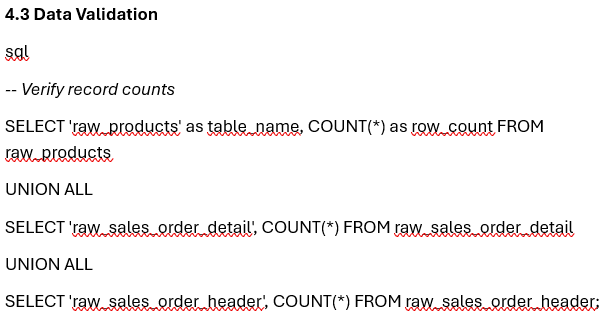 4.3 Data Validation
sql
-- Verify record counts
SELECT 'raw_products' as table_name, COUNT(*) as row_count FROM
raw_products
UNION ALL
SELECT 'raw_sales_order_detail', COUNT(*) FROM raw_sales_order_detail
UNION ALL
SELECT 'raw_sales_order_header', COUNT(*) FROM raw_sales_order_header;